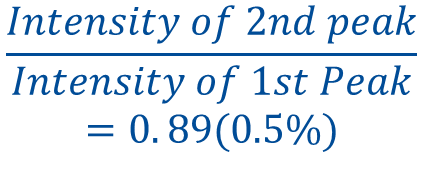 Intensity of 2nd peak
Intensity of 1st Peak
= 0.89(0.5%)